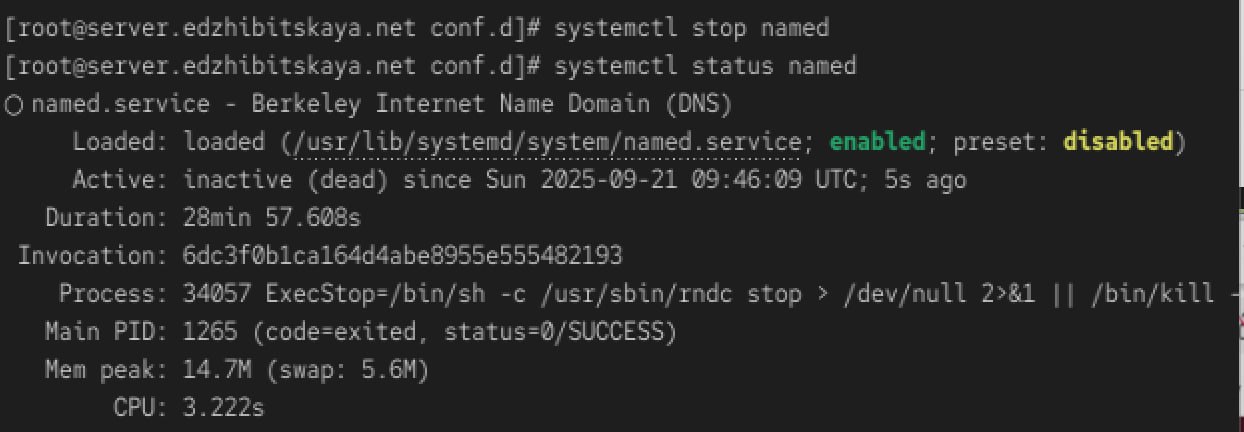 [root@server.edzhibitskaya.net conf.d]# systemctl stop named
[root@server.edzhibitskaya.net conf.d]# systemctl status named
○ named.service - Berkeley Internet Name Domain (DNS)
     Loaded: loaded (/usr/lib/systemd/system/named.service; enabled; preset: disabled)
     Active: inactive (dead) since Sun 2025-09-21 09:46:09 UTC; 5s ago
   Duration: 28min 57.608s
 Invocation: 6dc3f0b1ca164d4abe8955e555482193
    Process: 34057 ExecStop=/bin/sh -c /usr/sbin/rndc stop > /dev/null 2>&1 || /bin/kill -
   Main PID: 1265 (code=exited, status=0/SUCCESS)
   Mem peak: 14.7M (swap: 5.6M)
        CPU: 3.222s